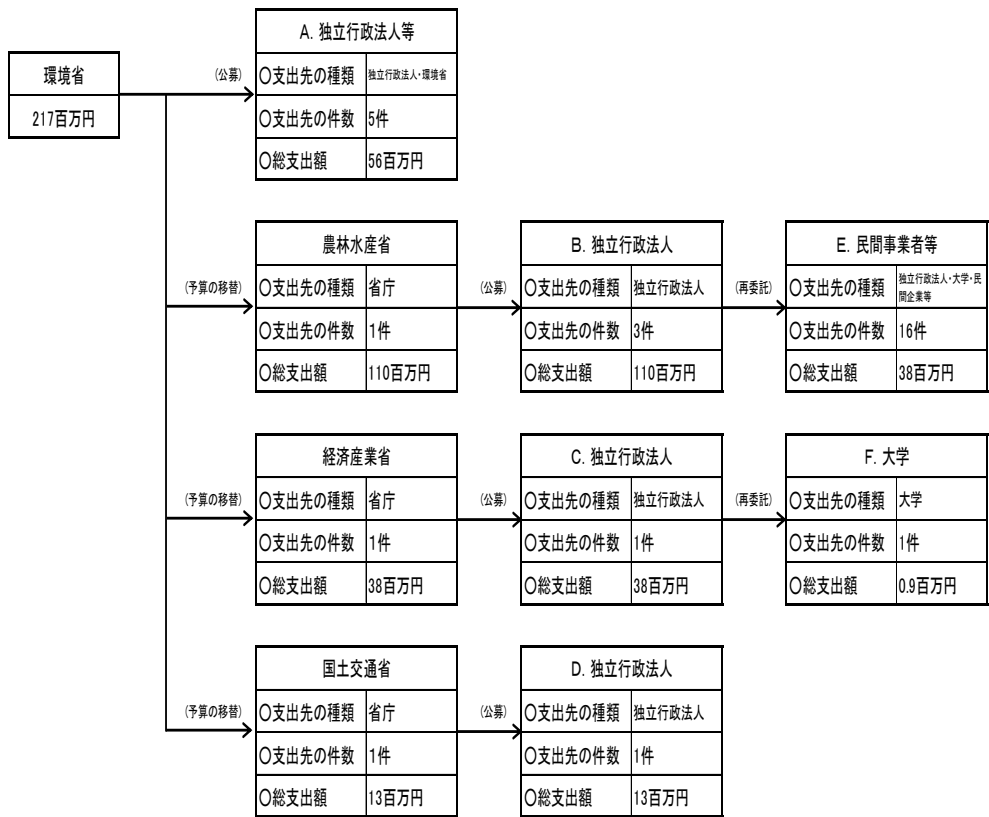 環境省
217百万円
(公募)
A. 独立行政法人等
○支出先の種類 独立行政法人・環境省
○支出先の件数 5件
○総支出額 56百万円
(予算の移替)
農林水産省
○支出先の種類 省庁
○支出先の件数 1件
○総支出額 110百万円
(公募)
B. 独立行政法人
○支出先の種類 独立行政法人
○支出先の件数 3件
○総支出額 110百万円
(再委託)
E. 民間事業者等
○支出先の種類 独立行政法人・大学・民
間企業等
○支出先の件数 16件
○総支出額 38百万円
(予算の移替)
経済産業省
○支出先の種類 省庁
○支出先の件数 1件
○総支出額 38百万円
(公募)
C. 独立行政法人
○支出先の種類 独立行政法人
○支出先の件数 1件
○総支出額 38百万円
(再委託)
F. 大学
○支出先の種類 大学
○支出先の件数 1件
○総支出額 0.9百万円
(予算の移替)
国土交通省
○支出先の種類 省庁
○支出先の件数 1件
○総支出額 13百万円
(公募)
D. 独立行政法人
○支出先の種類 独立行政法人
○支出先の件数 1件
○総支出額 13百万円